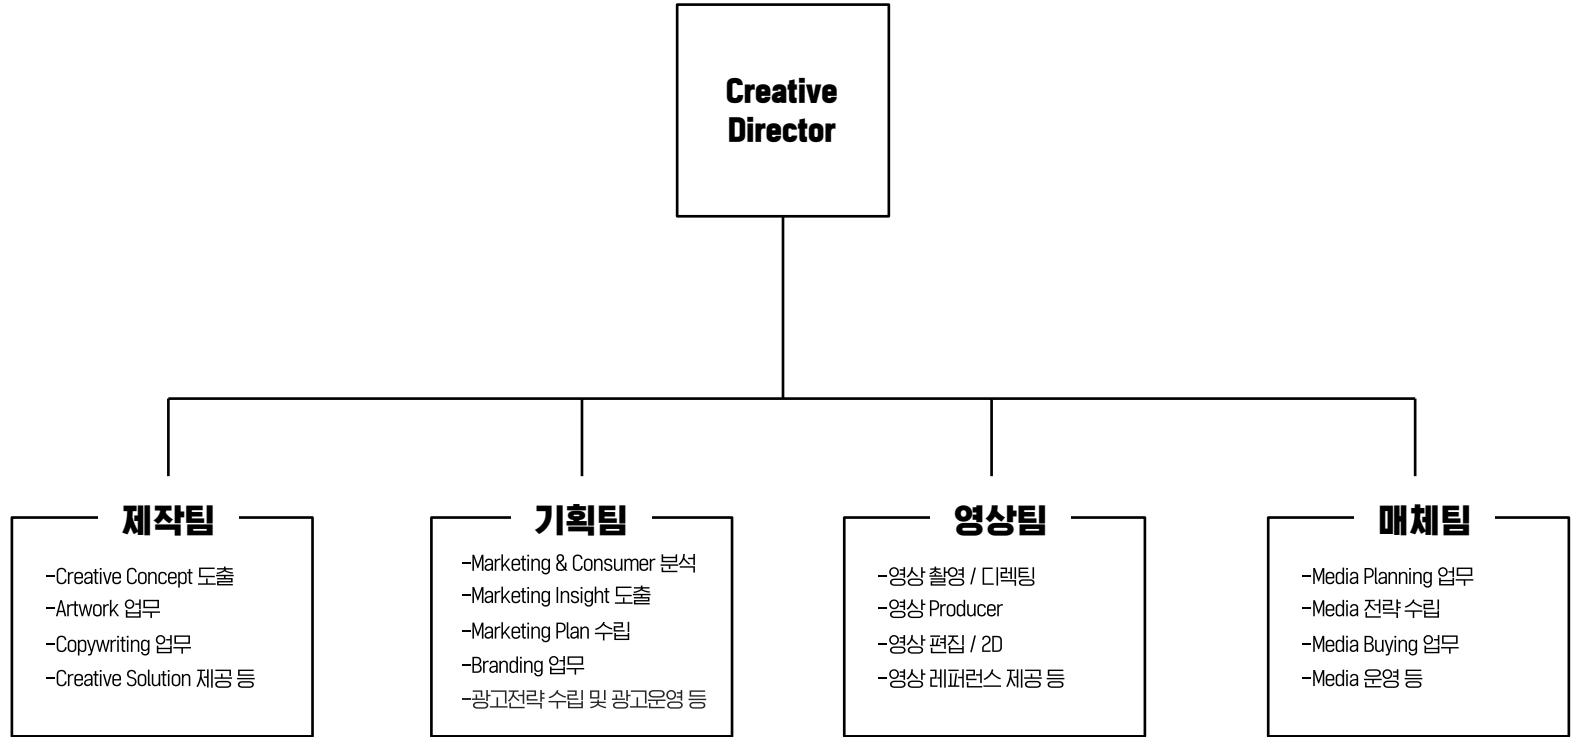 Creative
Director
제작팀
-Creative Concept 도출
-Artwork 업무
-Copywriting 업무
-Creative Solution 제공 등
기획팀
-Marketing & Consumer 분석
-Marketing Insight 도출
-Marketing Plan 수립
-Branding 업무
-광고전략 수립 및 광고운영 등
영상팀
-영상 촬영 / 디렉팅
-영상 Producer
-영상 편집 / 2D
-영상 레퍼런스 제공 등
매체팀
-Media Planning 업무
-Media 전략 수립
-Media Buying 업무
-Media 운영 등